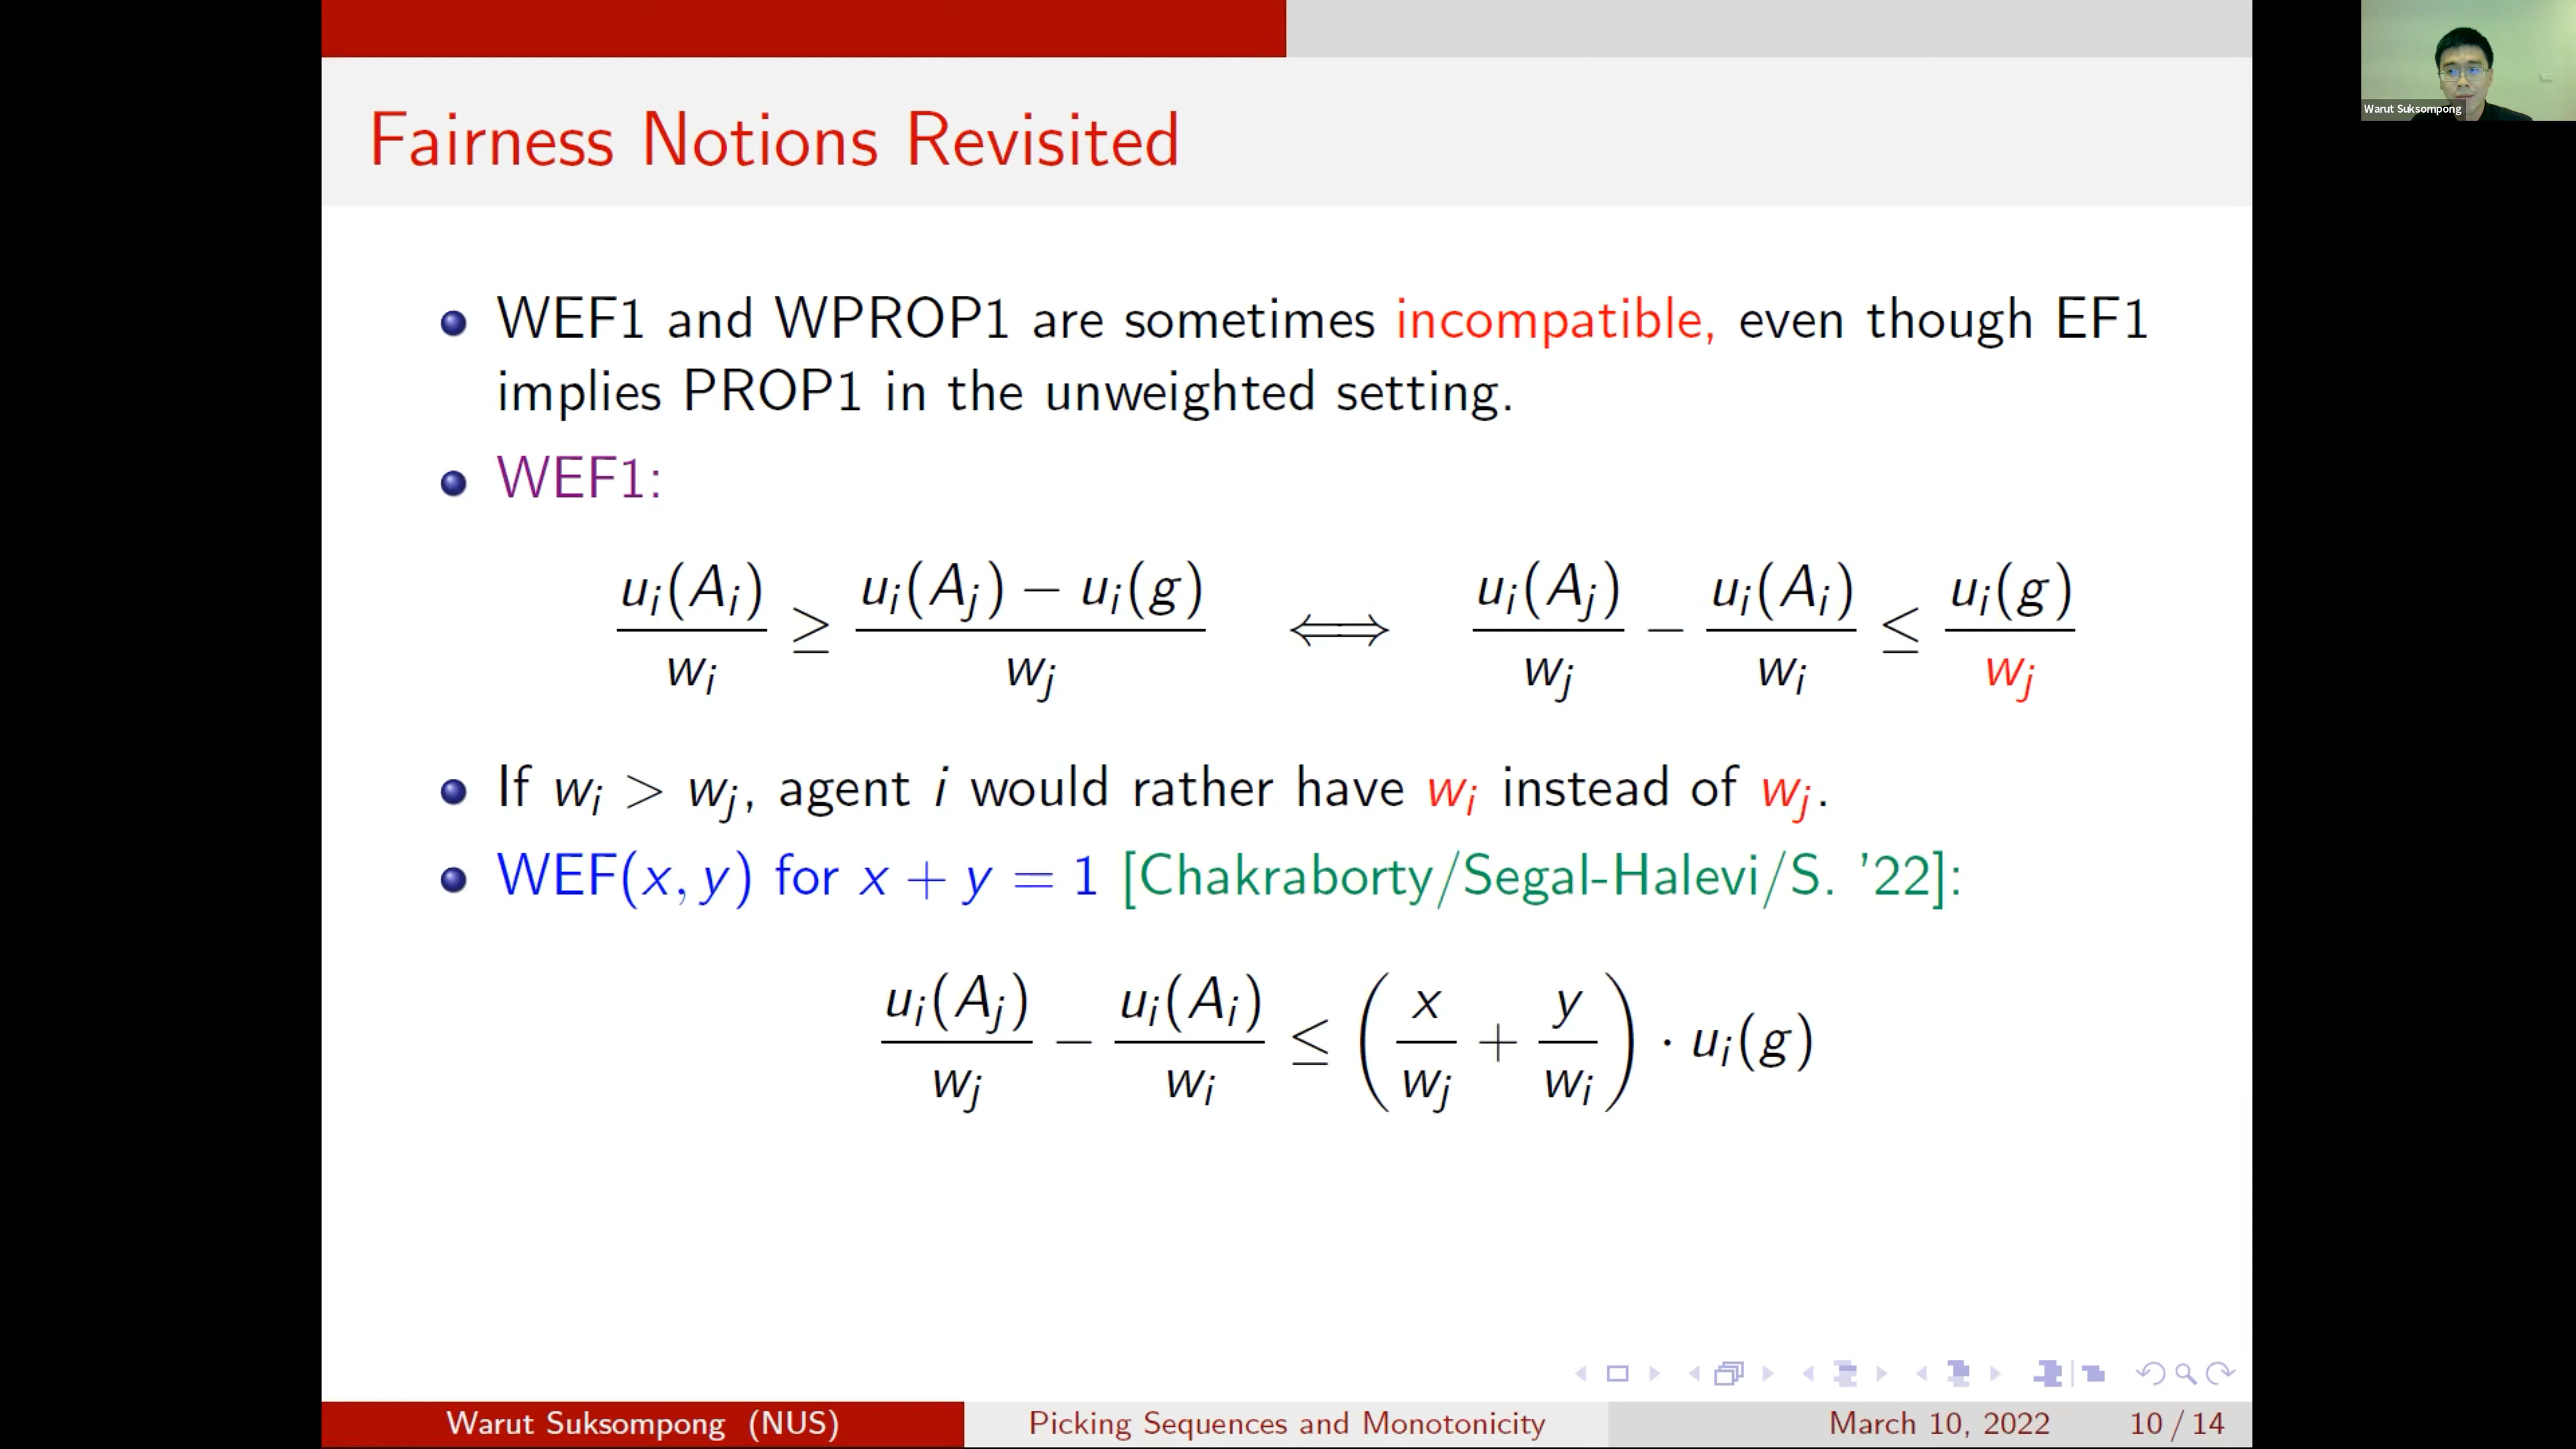 Warut Suksompong
Fairness Notions Revisited
WEF1 and WPROP1 are sometimes incompatible, even though EF1
implies PROP1 in the unweighted setting.
WEF1:
u_i(A_i)/w_i ≥ (u_i(A_j) − u_i(g))/w_j ⟺ u_i(A_j)/w_j − u_i(A_i)/w_i ≤ u_i(g)/w_j
If w_i > w_j, agent i would rather have w_i instead of w_j.
WEF(x, y) for x + y = 1 [Chakraborty/Segal-Halevi/S. '22]:
u_i(A_j)/w_j − u_i(A_i)/w_i ≤ (x/w_j + y/w_i) · u_i(g)
Warut Suksompong (NUS) Picking Sequences and Monotonicity March 10, 2022 10 / 14